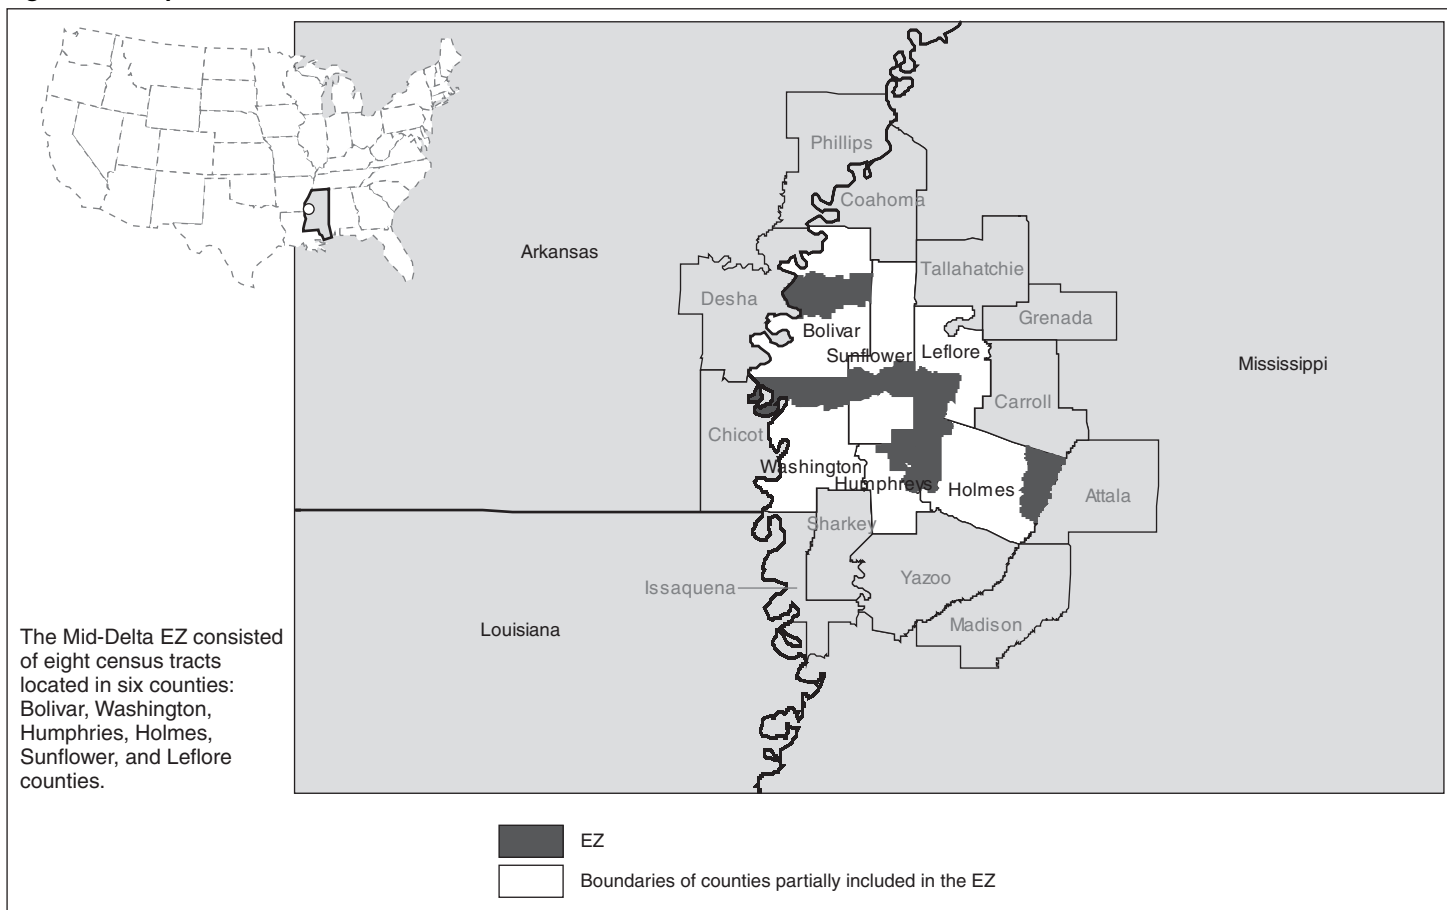 Phillips
Coahoma
Arkansas
Tallahatchie
Desha
Grenada
Bolivar
Sunflower
Leflore
Mississippi
Carroll
Chicot
Washington
Humphreys
Holmes
Attala
Sharkey
Yazoo
Issaquena
Madison
Louisiana
The Mid-Delta EZ consisted
of eight census tracts
located in six counties:
Bolivar, Washington,
Humphries, Holmes,
Sunflower, and Leflore
counties.
EZ
Boundaries of counties partially included in the EZ